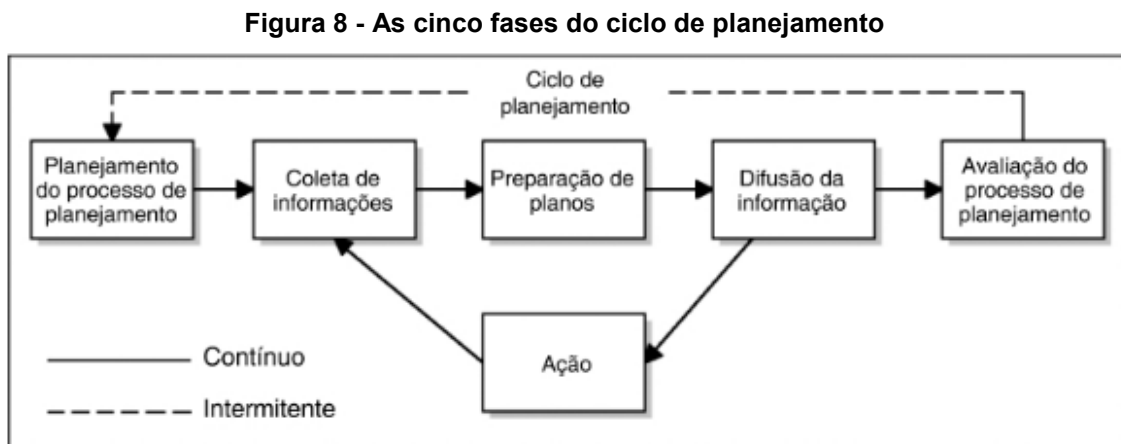 Figura 8 - As cinco fases do ciclo de planejamento
Ciclo de
planejamento
Planejamento
do processo de
planejamento
Coleta de
informações
Preparação de
planos
Difusão da
informação
Avaliação do
processo de
planejamento
Ação
Contínuo
Intermitente